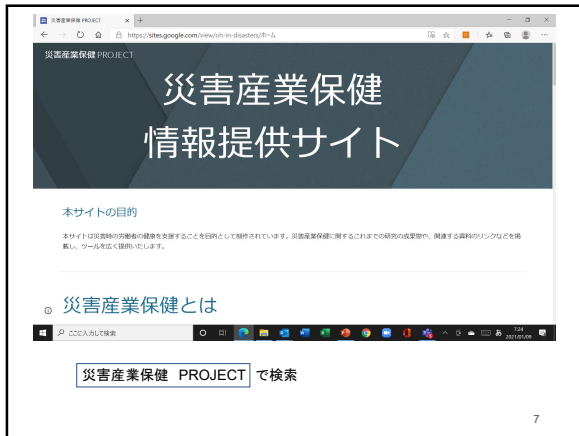 災害産業保健 PROJECT
https://sites.google.com/view/oh-in-disasters/ホーム
災害産業保健 PROJECT
災害産業保健
情報提供サイト
本サイトの目的
本サイトは災害時の労働者の健康を支援することを目的として制作されています。災害産業保健に関するこれまでの研究の成果物や、関連する資料のリンクなどを掲
載し、ツールを広く提供いたします。
災害産業保健とは
ここに入力して検索
7:24
2021/01/09
災害産業保健 PROJECT で検索
7